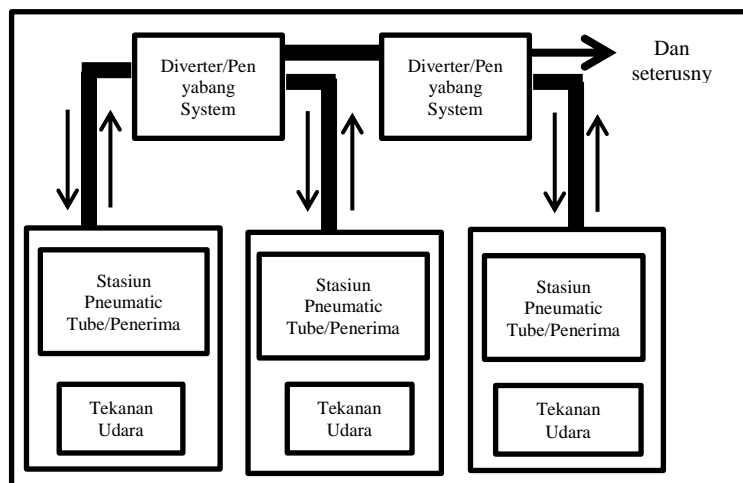 Diverter/Pen
yabang
System
Diverter/Pen
yabang
System
Dan
seterusny
Stasiun
Pneumatic
Tube/Penerima
Tekanan
Udara
Stasiun
Pneumatic
Tube/Penerima
Tekanan
Udara
Stasiun
Pneumatic
Tube/Penerima
Tekanan
Udara